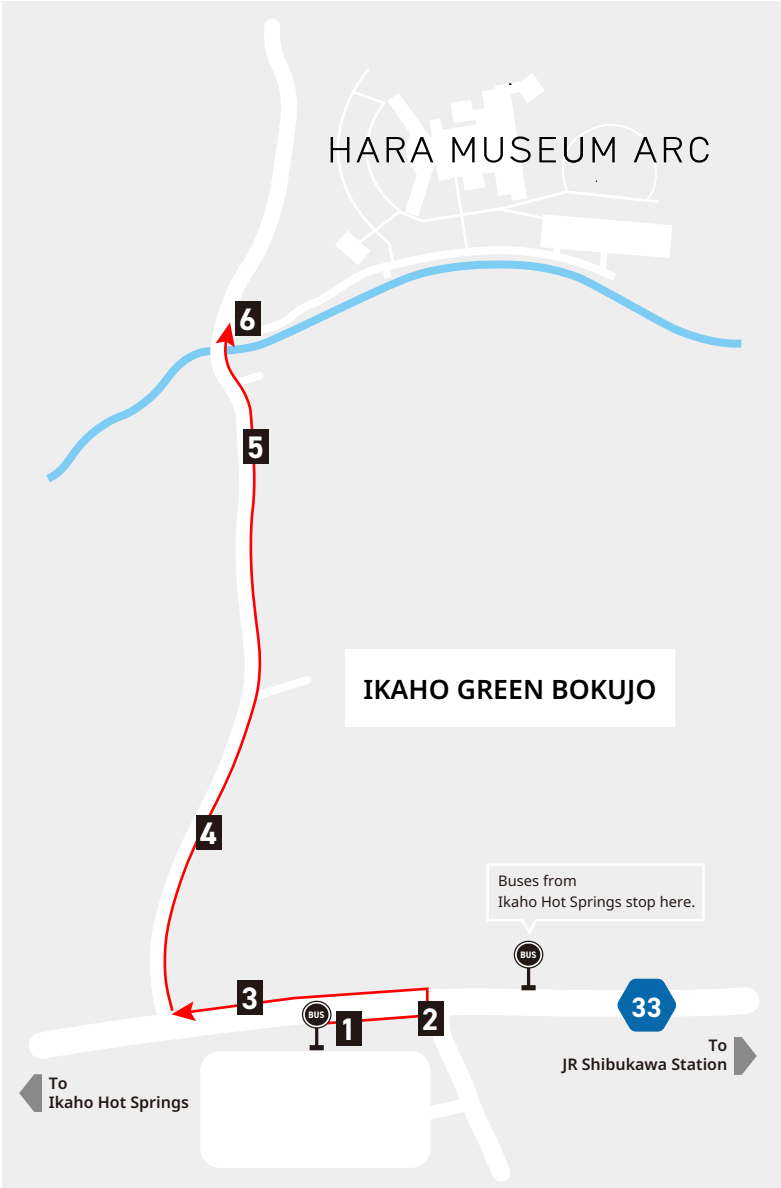 HARA MUSEUM ARC
6
5
IKAHO GREEN BOKUJO
4
Buses from
Ikaho Hot Springs stop here.
BUS
3
33
BUS
1
2
To
JR Shibukawa Station
To
Ikaho Hot Springs